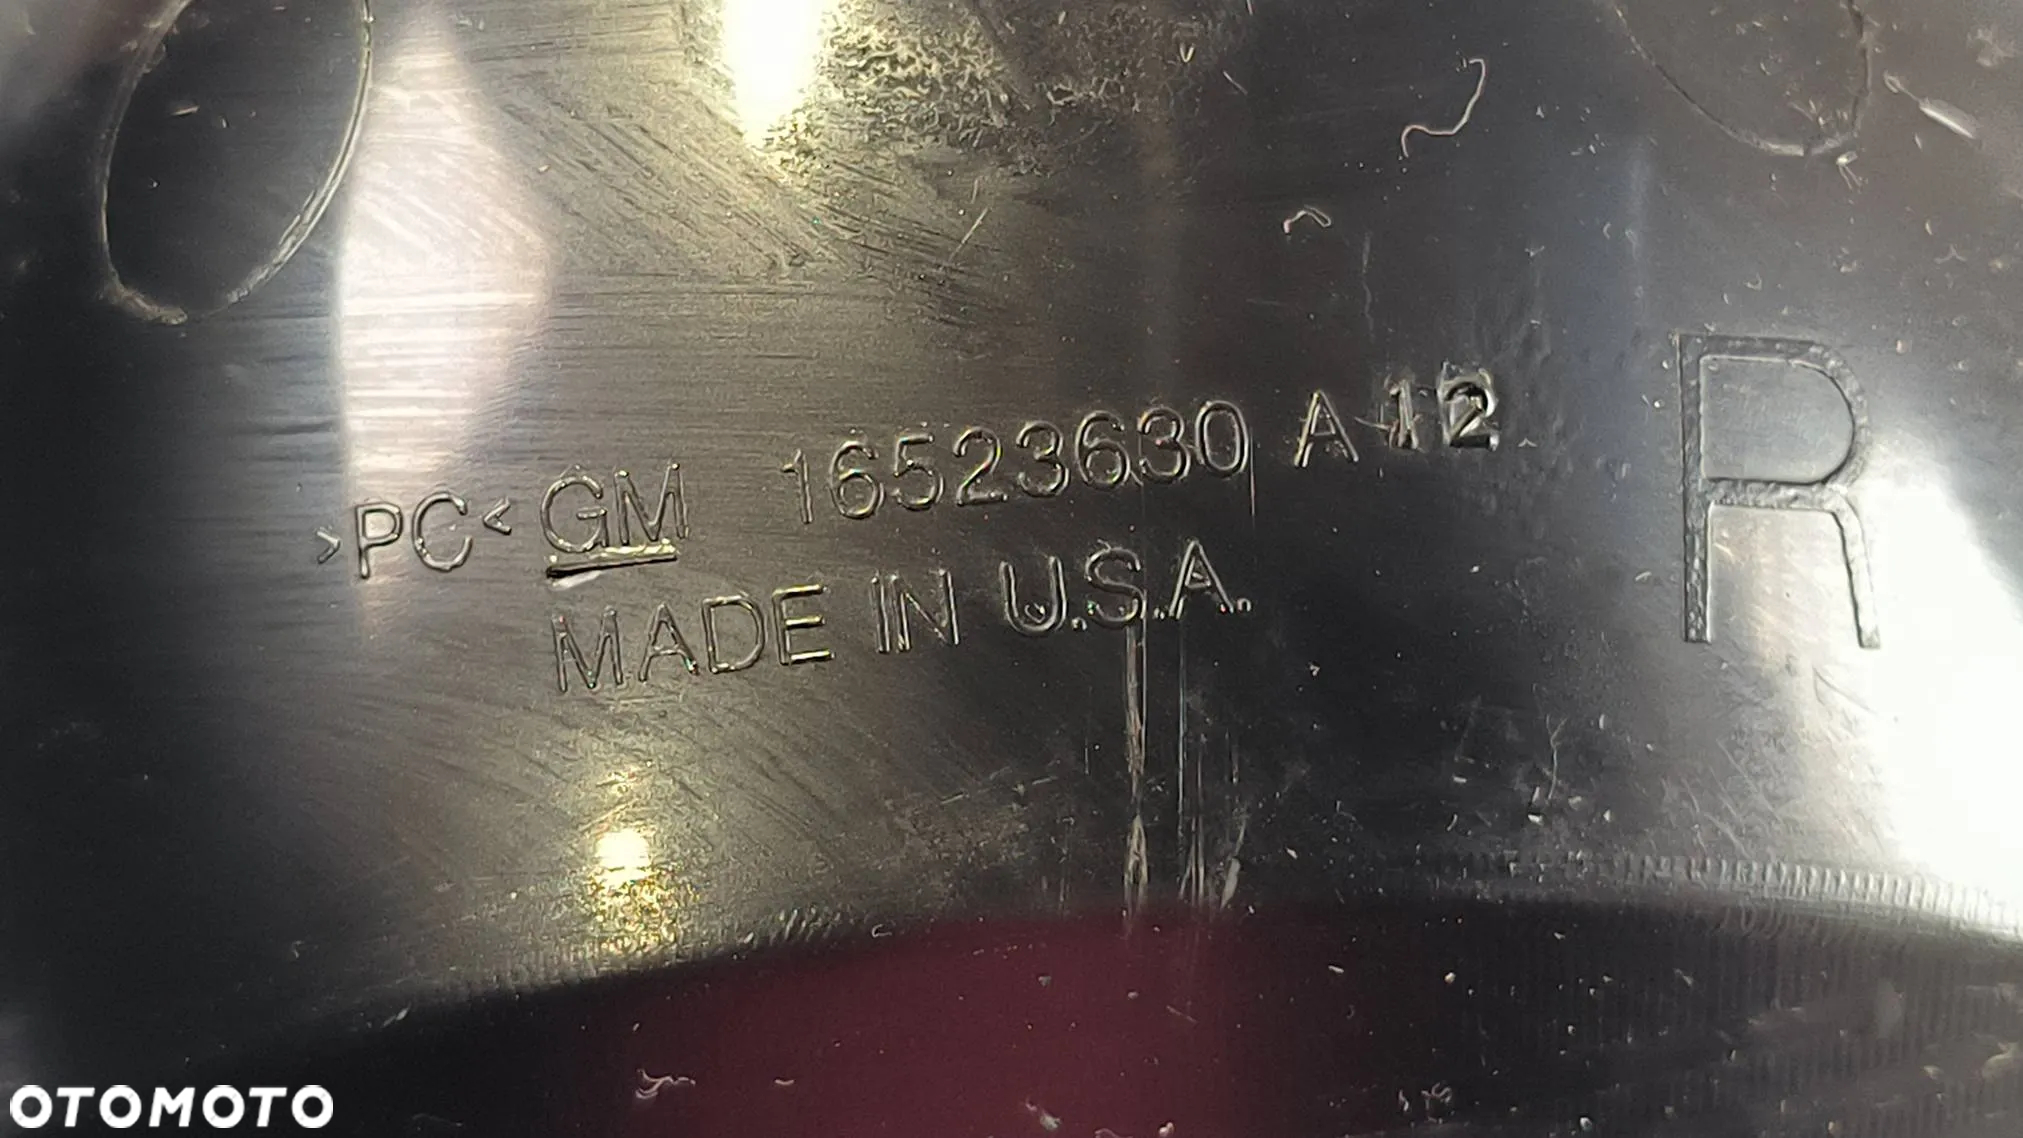 >PC< GM 16523630 A 12 R
MADE IN U.S.A.
OTOMOTO